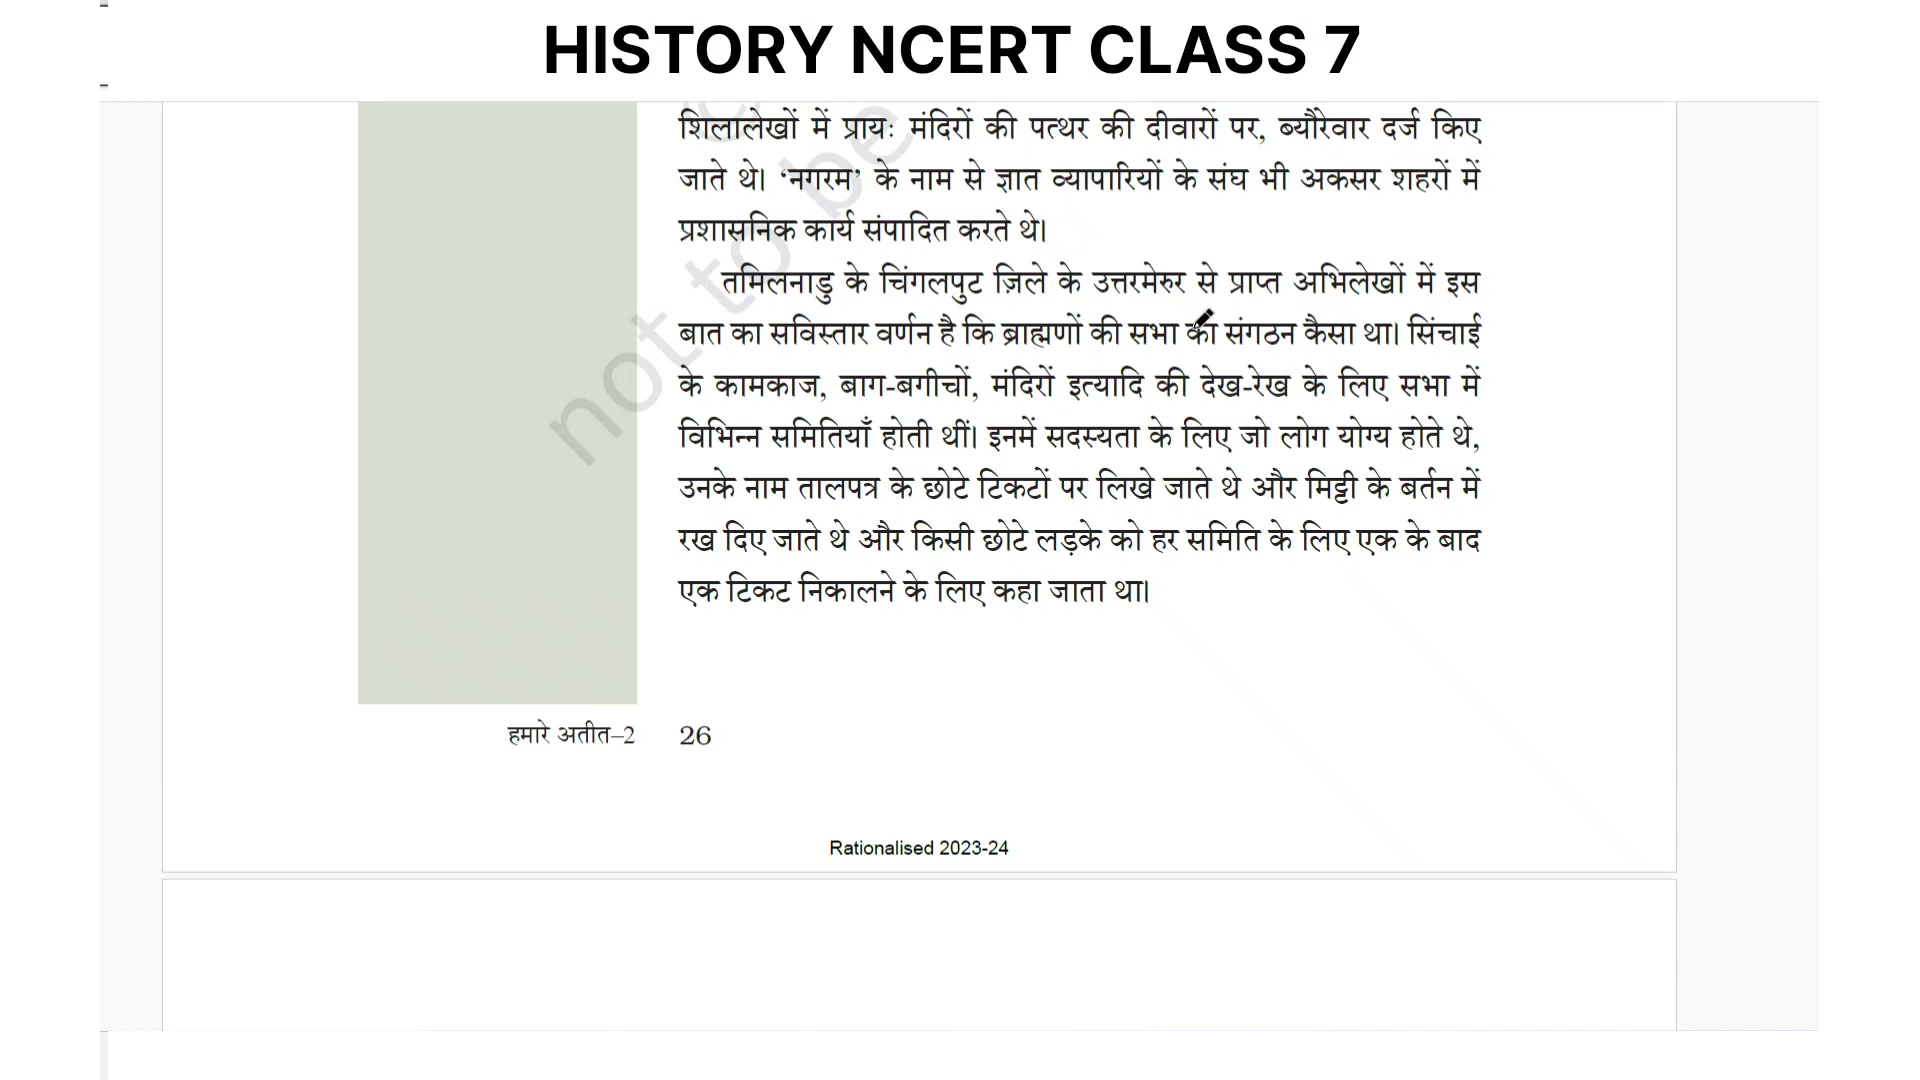 HISTORY NCERT CLASS 7
शिलालेखों में प्रायः मंदिरों की पत्थर की दीवारों पर, ब्यौरेवार दर्ज किए
जाते थे। ‘नगरम’ के नाम से ज्ञात व्यापारियों के संघ भी अकसर शहरों में
प्रशासनिक कार्य संपादित करते थे।
तमिलनाडु के चिंगलपुट ज़िले के उत्तरमेरुर से प्राप्त अभिलेखों में इस
बात का सविस्तार वर्णन है कि ब्राह्मणों की सभा का संगठन कैसा था। सिंचाई
के कामकाज, बाग-बगीचों, मंदिरों इत्यादि की देख-रेख के लिए सभा में
विभिन्न समितियाँ होती थीं। इनमें सदस्यता के लिए जो लोग योग्य होते थे,
उनके नाम तालपत्र के छोटे टिकटों पर लिखे जाते थे और मिट्टी के बर्तन में
रख दिए जाते थे और किसी छोटे लड़के को हर समिति के लिए एक के बाद
एक टिकट निकालने के लिए कहा जाता था।
not to be
हमारे अतीत–2 26
Rationalised 2023-24